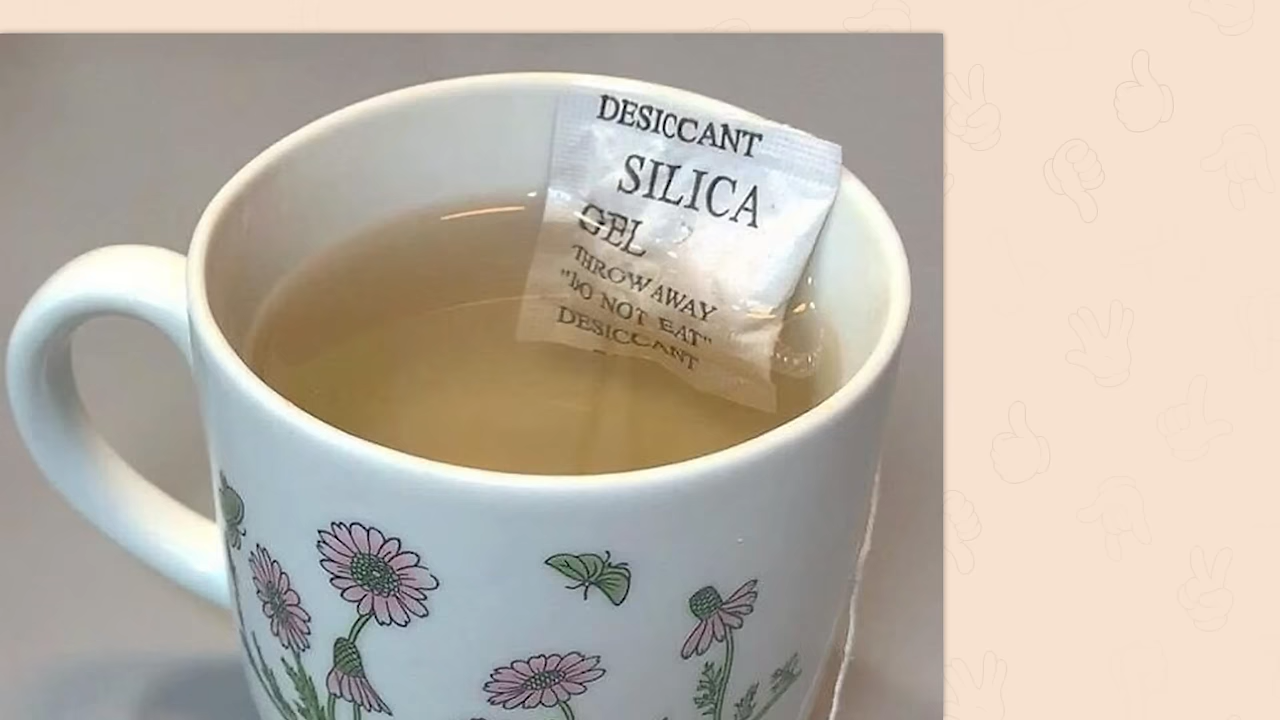 DESICCANT
SILICA
GEL
THROW AWAY
"DO NOT EAT"
DESICCANT